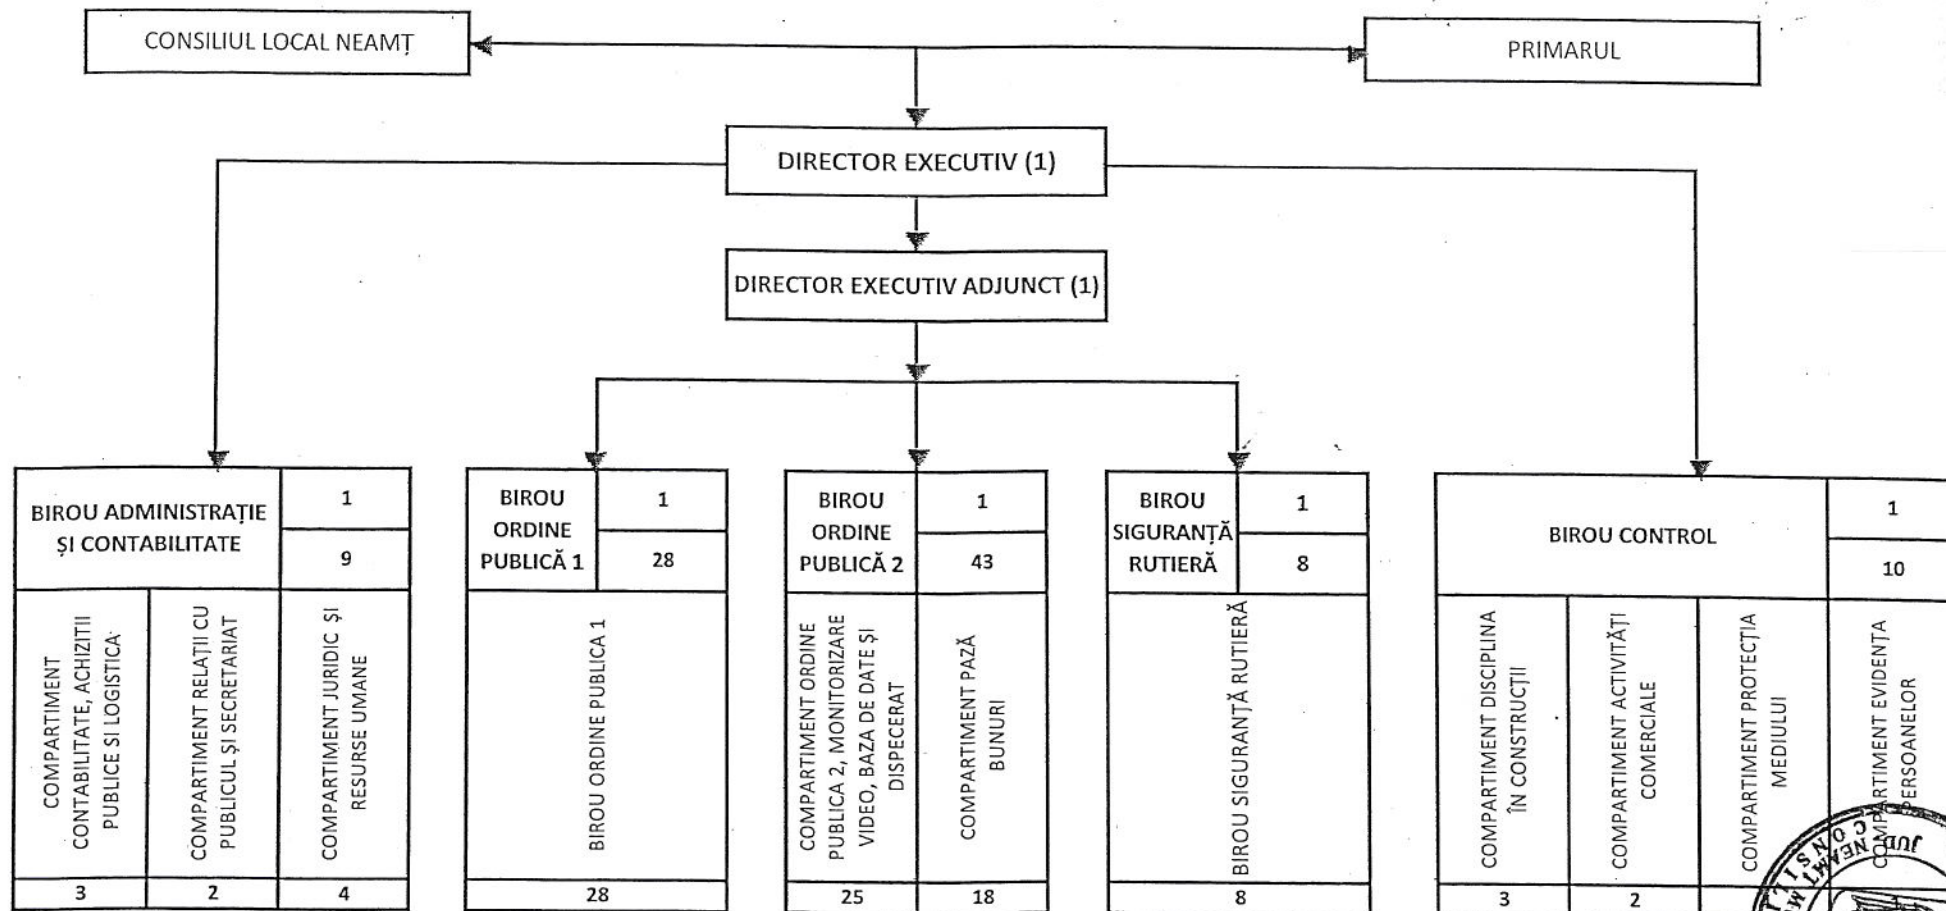 CONSILIUL LOCAL NEAMȚ
PRIMARUL
DIRECTOR EXECUTIV (1)
DIRECTOR EXECUTIV ADJUNCT (1)
BIROU ADMINISTRAȚIE
ȘI CONTABILITATE
1
9
COMPARTIMENT
CONTABILITATE, ACHIZITII
PUBLICE SI LOGISTICA
COMPARTIMENT RELAȚII CU
PUBLICUL ȘI SECRETARIAT
COMPARTIMENT JURIDIC ȘI
RESURSE UMANE
3
2
4
BIROU
ORDINE
PUBLICĂ 1
1
28
BIROU ORDINE PUBLICA 1
28
BIROU
ORDINE
PUBLICĂ 2
1
43
COMPARTIMENT ORDINE
PUBLICA 2, MONITORIZARE
VIDEO, BAZA DE DATE ȘI
DISPECERAT
COMPARTIMENT PAZĂ
BUNURI
25
18
BIROU
SIGURANȚĂ
RUTIERĂ
1
8
BIROU SIGURANȚĂ RUTIERĂ
8
BIROU CONTROL
1
10
COMPARTIMENT DISCIPLINA
ÎN CONSTRUCȚII
COMPARTIMENT ACTIVITĂȚI
COMERCIALE
COMPARTIMENT PROTECȚIA
MEDIULUI
COMPARTIMENT EVIDENȚA
PERSOANELOR
3
2
JUD NEAMȚ